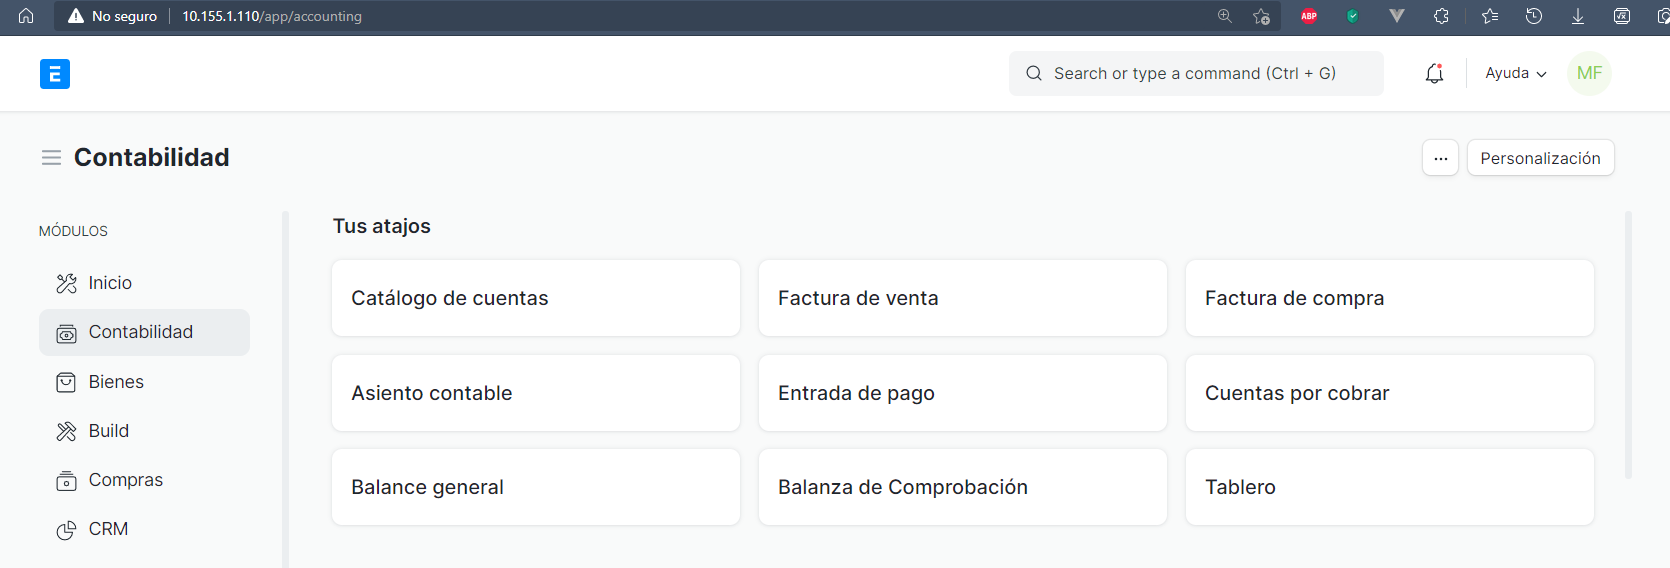 No seguro 10.155.1.110/app/accounting ABP
E Search or type a command (Ctrl + G) Ayuda MF
Contabilidad ... Personalización
MÓDULOS
Inicio
Contabilidad
Bienes
Build
Compras
CRM
Tus atajos
Catálogo de cuentas Factura de venta Factura de compra
Asiento contable Entrada de pago Cuentas por cobrar
Balance general Balanza de Comprobación Tablero